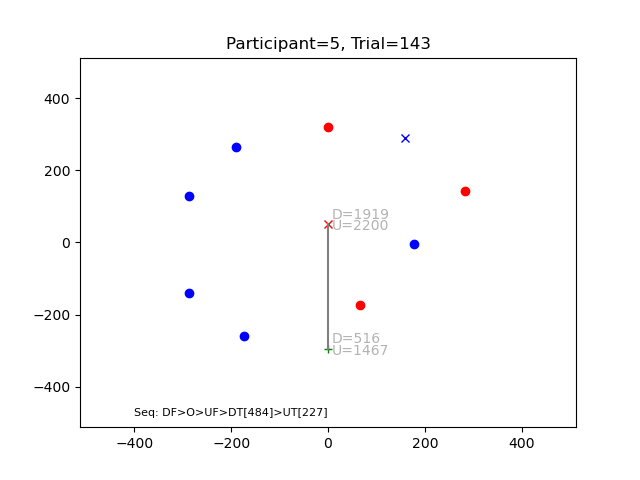 Participant=5, Trial=143
400
200
0
−200
−400
D=1919
U=2200
D=516
U=1467
Seq: DF>O>UF>DT[484]>UT[227]
−400 −200 0 200 400